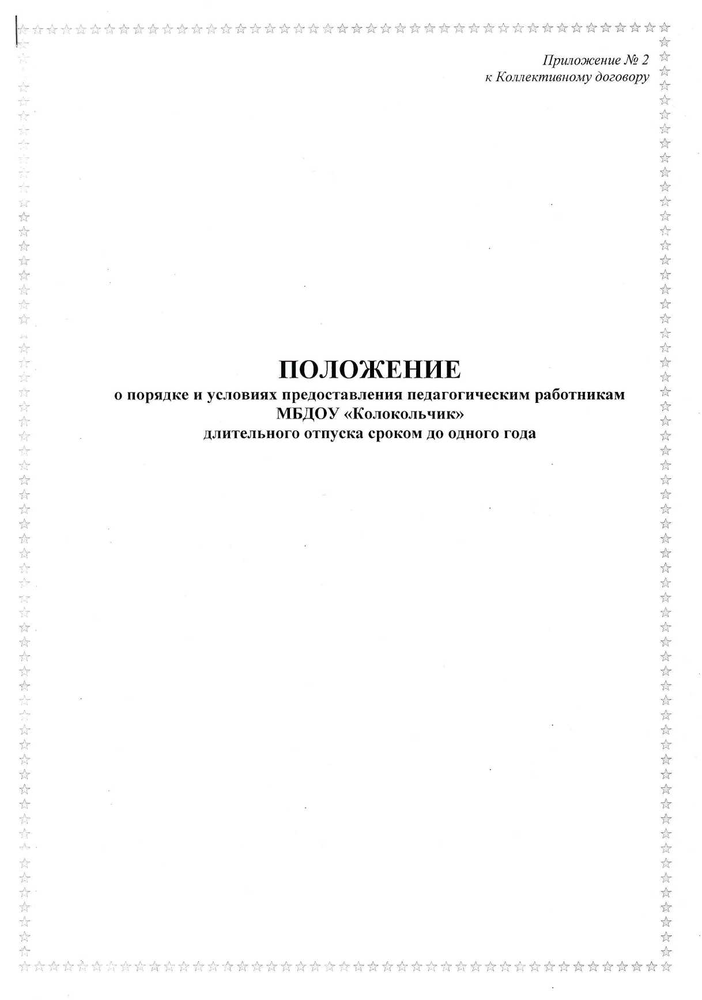 Приложение № 2
к Коллективному договору
ПОЛОЖЕНИЕ
о порядке и условиях предоставления педагогическим работникам
МБДОУ «Колокольчик»
длительного отпуска сроком до одного года